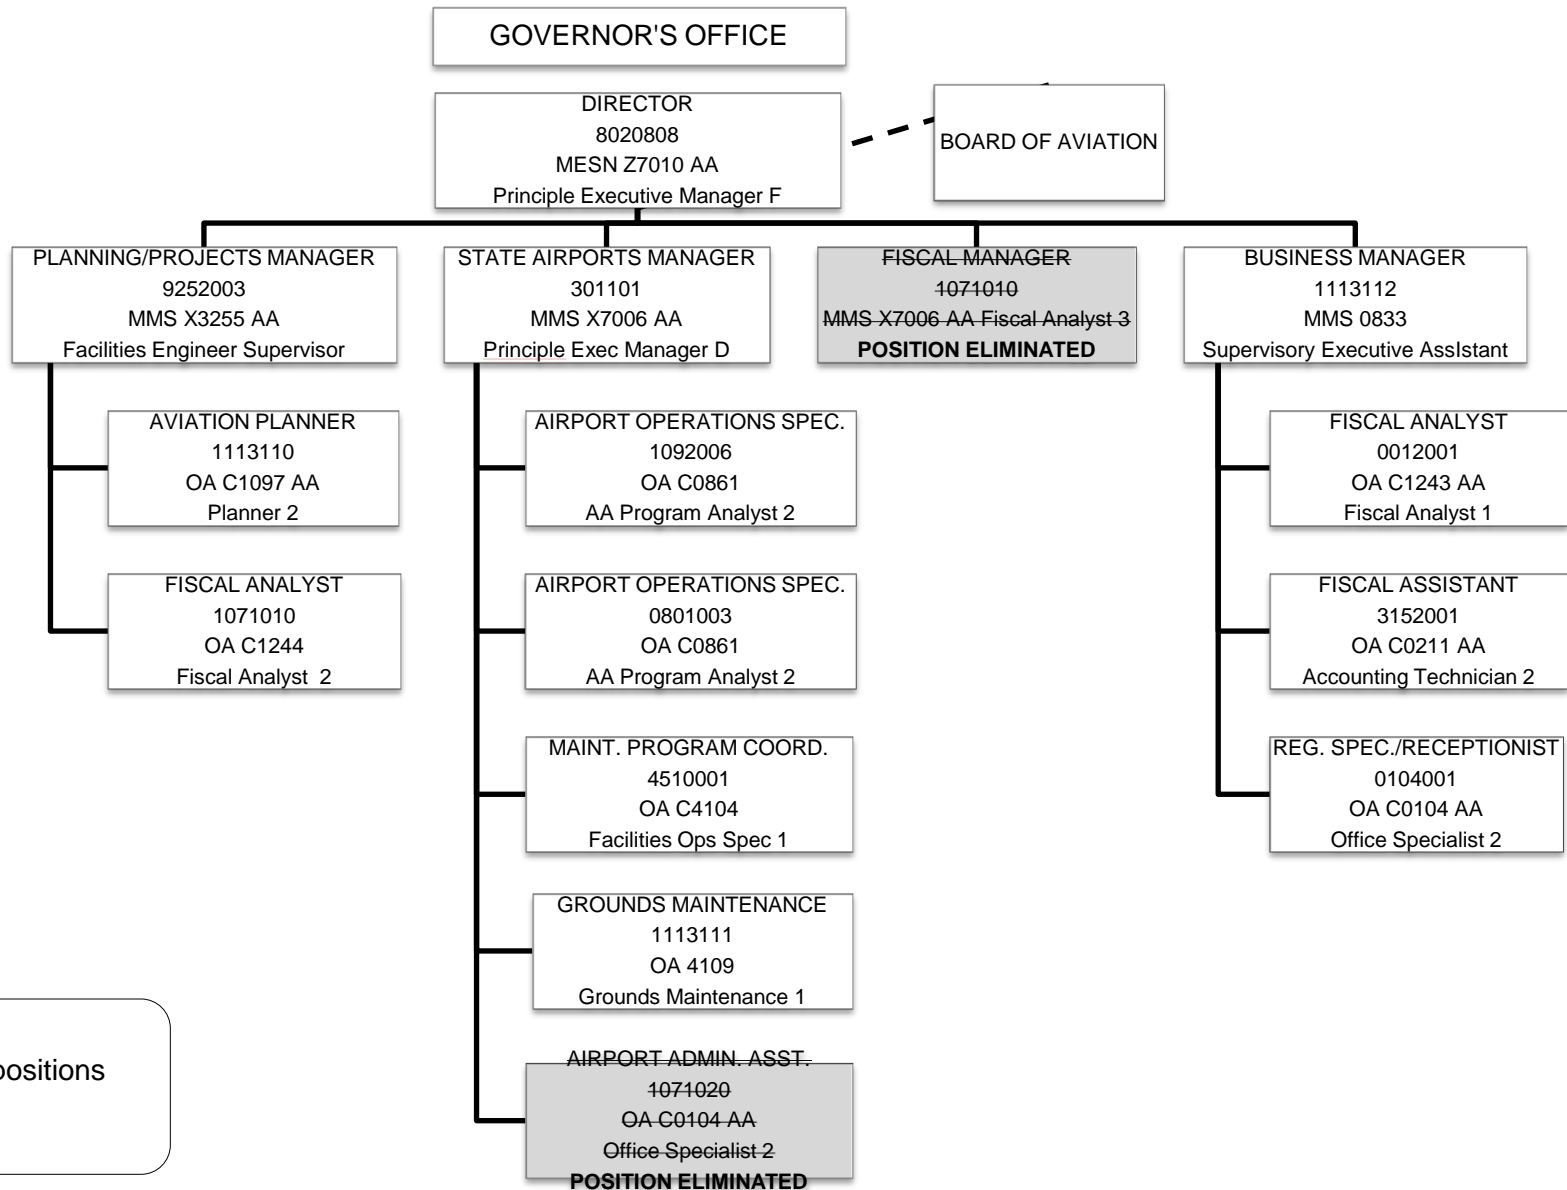 GOVERNOR'S OFFICE
DIRECTOR
8020808
MESN Z7010 AA
Principle Executive Manager F
BOARD OF AVIATION
PLANNING/PROJECTS MANAGER
9252003
MMS X3255 AA
Facilities Engineer Supervisor
STATE AIRPORTS MANAGER
301101
MMS X7006 AA
Principle Exec Manager D
FISCAL MANAGER
1071010
MMS X7006 AA Fiscal Analyst 3
POSITION ELIMINATED
BUSINESS MANAGER
1113112
MMS 0833
Supervisory Executive AssIstant
AVIATION PLANNER
1113110
OA C1097 AA
Planner 2
FISCAL ANALYST
1071010
OA C1244
Fiscal Analyst 2
AIRPORT OPERATIONS SPEC.
1092006
OA C0861
AA Program Analyst 2
AIRPORT OPERATIONS SPEC.
0801003
OA C0861
AA Program Analyst 2
MAINT. PROGRAM COORD.
4510001
OA C4104
Facilities Ops Spec 1
GROUNDS MAINTENANCE
1113111
OA 4109
Grounds Maintenance 1
AIRPORT ADMIN. ASST.
1071020
OA C0104 AA
Office Specialist 2
POSITION ELIMINATED
FISCAL ANALYST
0012001
OA C1243 AA
Fiscal Analyst 1
FISCAL ASSISTANT
3152001
OA C0211 AA
Accounting Technician 2
REG. SPEC./RECEPTIONIST
0104001
OA C0104 AA
Office Specialist 2
positions